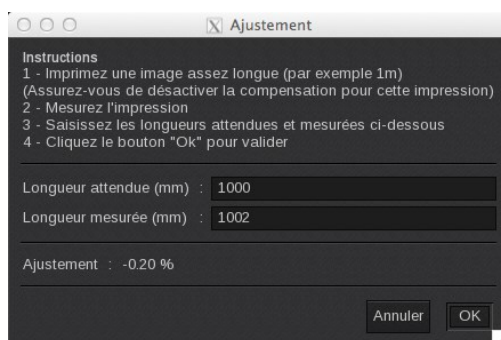 Ajustement
Instructions
1 - Imprimez une image assez longue (par exemple 1m)
(Assurez-vous de désactiver la compensation pour cette impression)
2 - Mesurez l'impression
3 - Saisissez les longueurs attendues et mesurées ci-dessous
4 - Cliquez le bouton "Ok" pour valider
Longueur attendue (mm) : 1000
Longueur mesurée (mm) : 1002
Ajustement : -0.20 %
Annuler OK